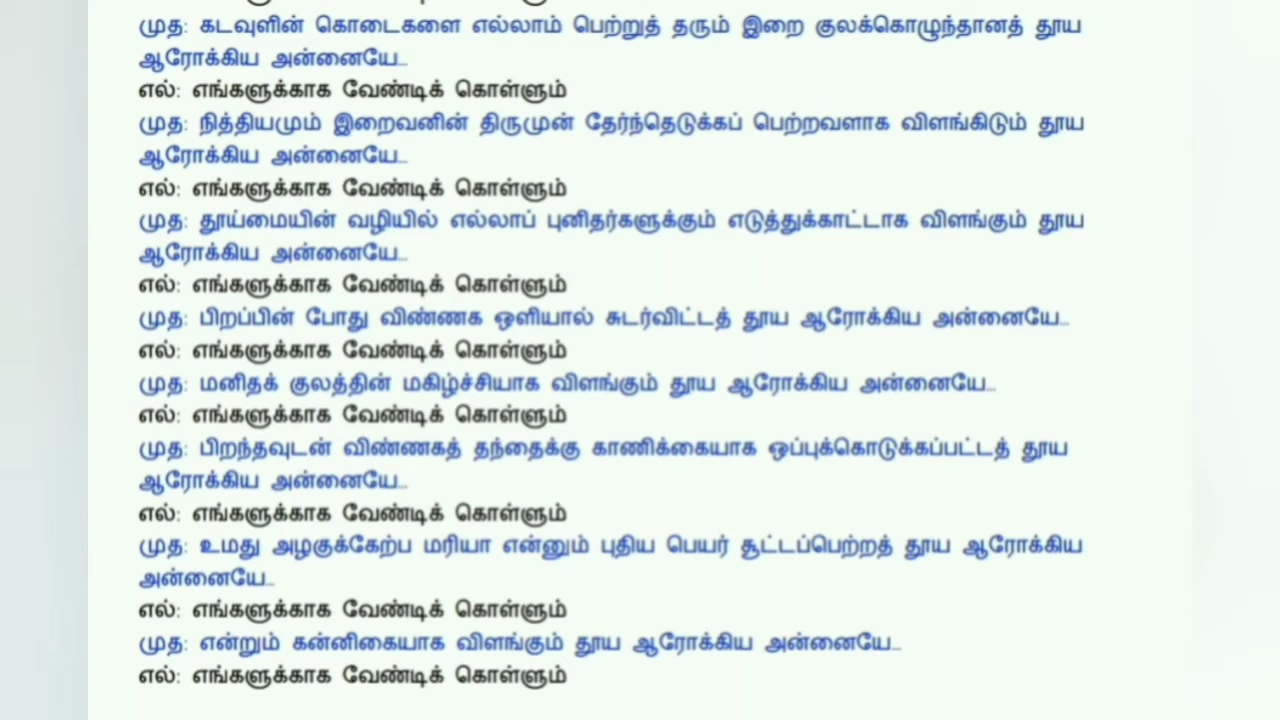 முத: கடவுளின் கொடைகளை எல்லாம் பெற்றுத் தரும் இறை குலக்கொழுந்தானத் தூய
ஆரோக்கிய அன்னையே...
எல்: எங்களுக்காக வேண்டிக் கொள்ளும்
முத: நித்தியமும் இறைவனின் திருமுன் தேர்ந்தெடுக்கப் பெற்றவளாக விளங்கிடும் தூய
ஆரோக்கிய அன்னையே...
எல்: எங்களுக்காக வேண்டிக் கொள்ளும்
முத: தூய்மையின் வழியில் எல்லாப் புனிதர்களுக்கும் எடுத்துக்காட்டாக விளங்கும் தூய
ஆரோக்கிய அன்னையே...
எல்: எங்களுக்காக வேண்டிக் கொள்ளும்
முத: பிறப்பின் போது விண்ணக ஒளியால் சுடர்விட்டத் தூய ஆரோக்கிய அன்னையே...
எல்: எங்களுக்காக வேண்டிக் கொள்ளும்
முத: மனிதக் குலத்தின் மகிழ்ச்சியாக விளங்கும் தூய ஆரோக்கிய அன்னையே...
எல்: எங்களுக்காக வேண்டிக் கொள்ளும்
முத: பிறந்தவுடன் விண்ணகத் தந்தைக்கு காணிக்கையாக ஒப்புக்கொடுக்கப்பட்டத் தூய
ஆரோக்கிய அன்னையே...
எல்: எங்களுக்காக வேண்டிக் கொள்ளும்
முத: உமது அழகுக்கேற்ப மரியா என்னும் புதிய பெயர் சூட்டப்பெற்றத் தூய ஆரோக்கிய
அன்னையே...
எல்: எங்களுக்காக வேண்டிக் கொள்ளும்
முத: என்றும் கன்னிகையாக விளங்கும் தூய ஆரோக்கிய அன்னையே...
எல்: எங்களுக்காக வேண்டிக் கொள்ளும்